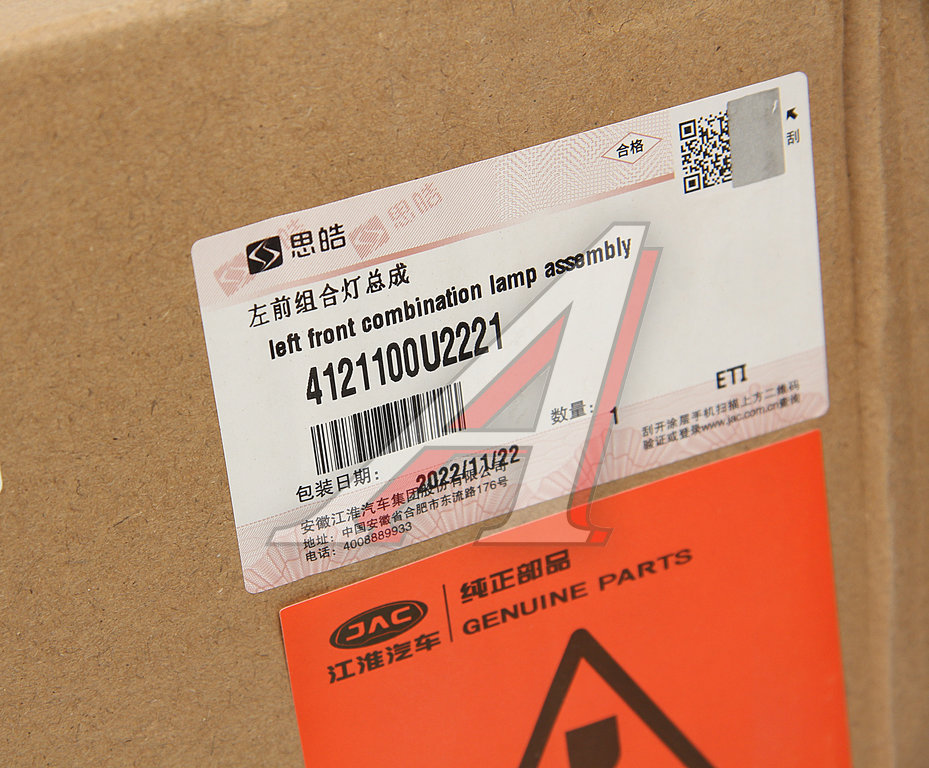 合格
刮
思皓
思皓
左前组合灯总成
left front combination lamp assembly
4121100U2221
数量： 1
ETI
包装日期： 2022/11/22
刮开涂层手机扫描上方二维码
验证或登录www.jac.com.cn查询
安徽江淮汽车集团股份有限公司
地址：中国安徽省合肥市东流路176号
电话：4008889933
JAC
江淮汽车
纯正部品
GENUINE PARTS